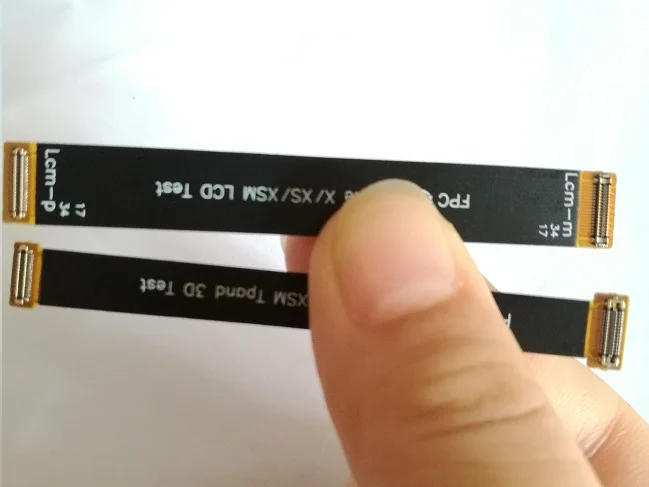 Lcm-p
34
17
FPC
X/XS/XSM LCD Test
Lcm-m
34
17
XSM Tpand 3D Test